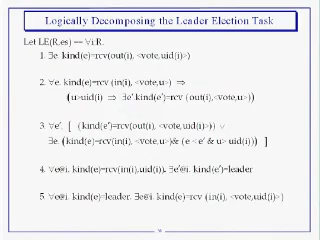 Logically Decomposing the Leader Election Task
Let LE(R,es) == ∀i:R.
1. ∃e. kind(e)=rcv(out(i), <vote,uid(i)>)
2. ∀e. kind(e)=rcv (in(i), <vote,u>) ⇒
(u>uid(i) ⇒ ∃e'.kind(e')=rcv (out(i),<vote,u>))
3. ∀e'. [ (kind(e')=rcv(out(i), <vote,uid(i)>)) ∨
∃e. (kind(e)=rcv(in(i), <vote,u>)& (e < e' & u> uid(i))) ]
4. ∀e@i. kind(e)=rcv(in(i),uid(i)). ∃e'@i. kind(e')=leader
5. ∀e@i. kind(e)=leader. ∃e@i. kind(e)=rcv (in(i), <vote,uid(i)>)